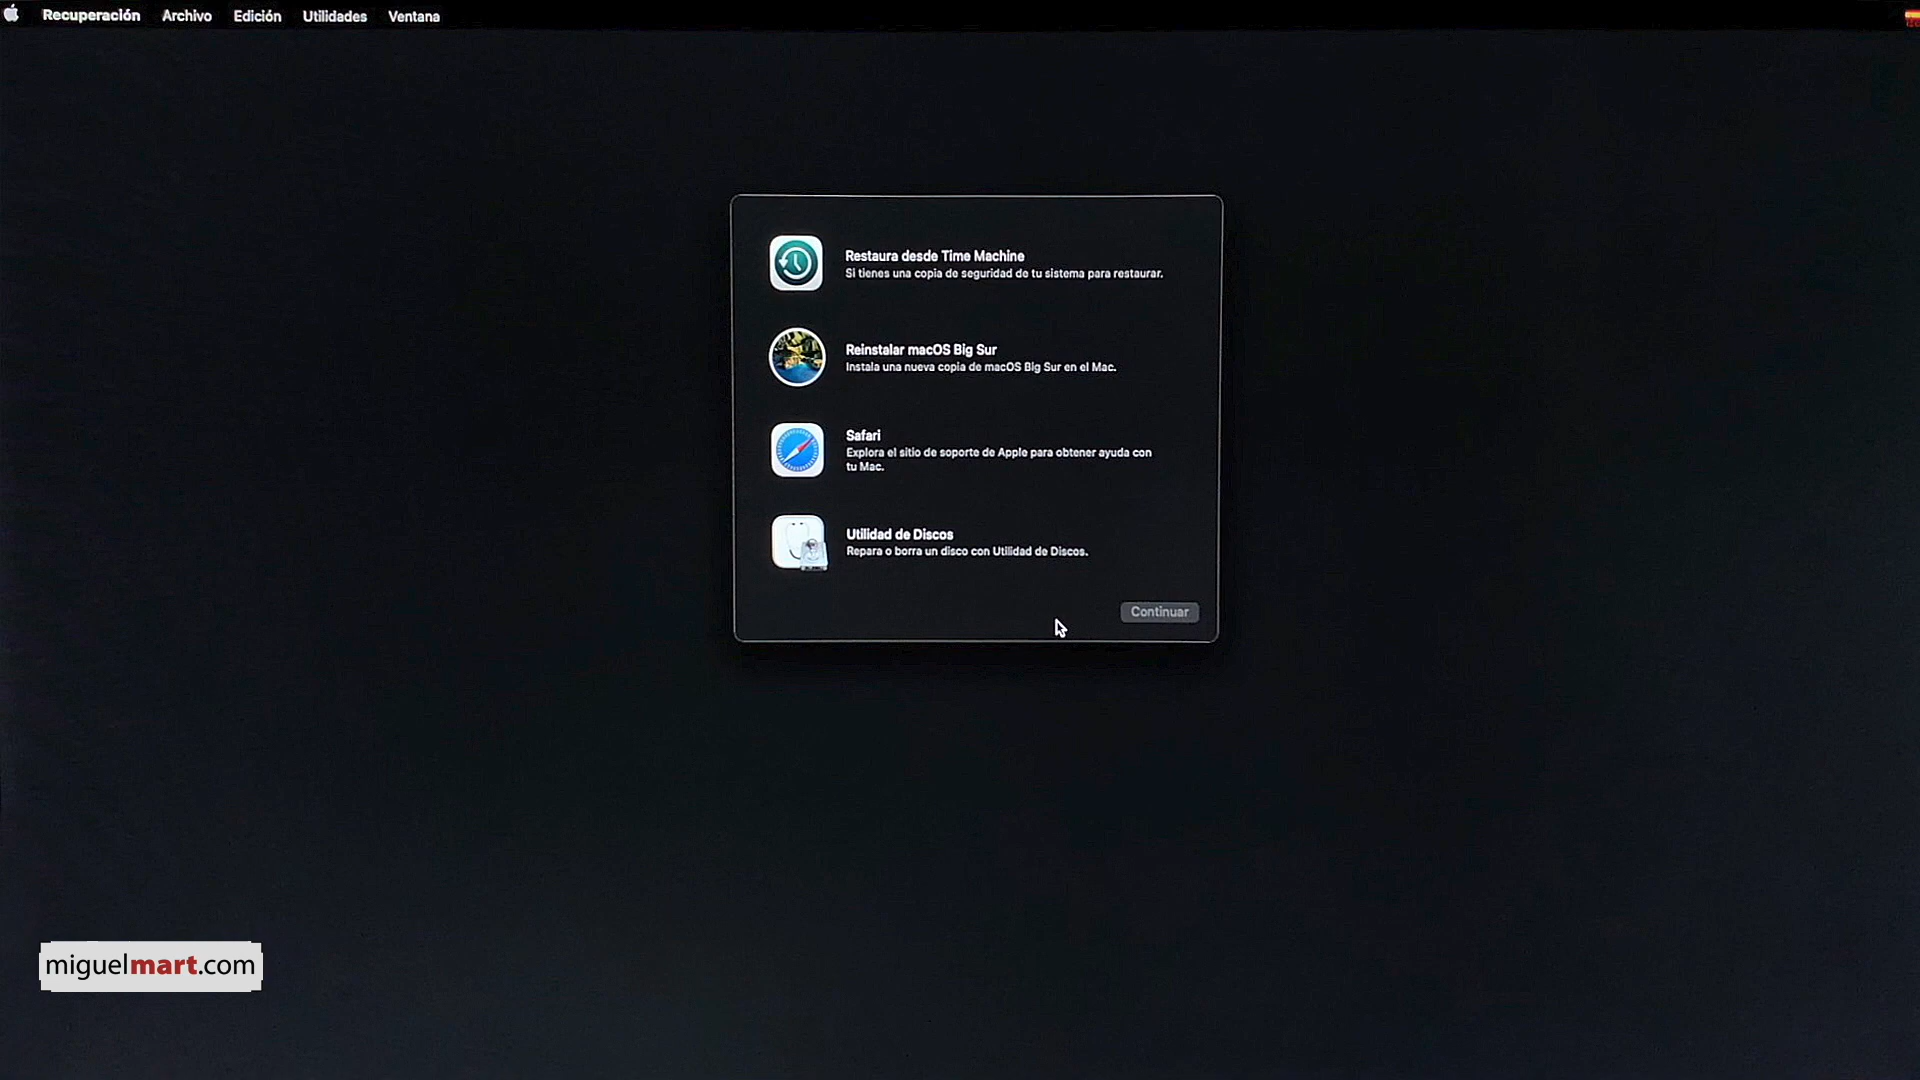 Recuperación Archivo Edición Utilidades Ventana
Restaura desde Time Machine
Si tienes una copia de seguridad de tu sistema para restaurar.
Reinstalar macOS Big Sur
Instala una nueva copia de macOS Big Sur en el Mac.
Safari
Explora el sitio de soporte de Apple para obtener ayuda con
tu Mac.
Utilidad de Discos
Repara o borra un disco con Utilidad de Discos.
Continuar
miguelmart.com